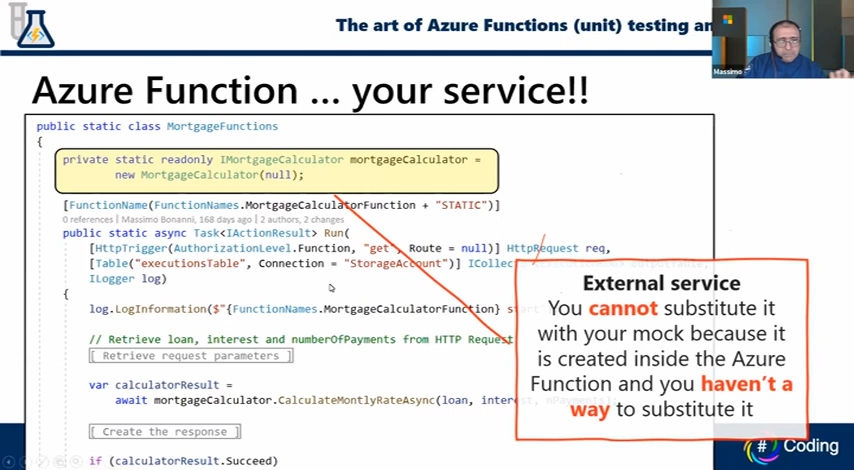 The art of Azure Functions (unit) testing an
Massimo
Azure Function ... your service!!
public static class MortgageFunctions
{
private static readonly IMortgageCalculator mortgageCalculator =
new MortgageCalculator(null);
[FunctionName(FunctionNames.MortgageCalculatorFunction + "STATIC")]
0 references | Massimo Bonanni, 168 days ago | 2 authors, 2 changes
public static async Task<IActionResult> Run(
[HttpTrigger(AuthorizationLevel.Function, "get", Route = null)] HttpRequest req,
[Table("executionsTable", Connection = "StorageAccount")] ICollec
ILogger log)
{
log.LogInformation($"{FunctionNames.MortgageCalculatorFunction} start
// Retrieve loan, interest and numberOfPayments from HTTP Request
[ Retrieve request parameters ]
var calculatorResult =
await mortgageCalculator.CalculateMontlyRateAsync(loan, interest, nPayments);
[ Create the response ]
if (calculatorResult.Succeed)
External service
You cannot substitute it
with your mock because it
is created inside the Azure
Function and you haven't a
way to substitute it
# Coding